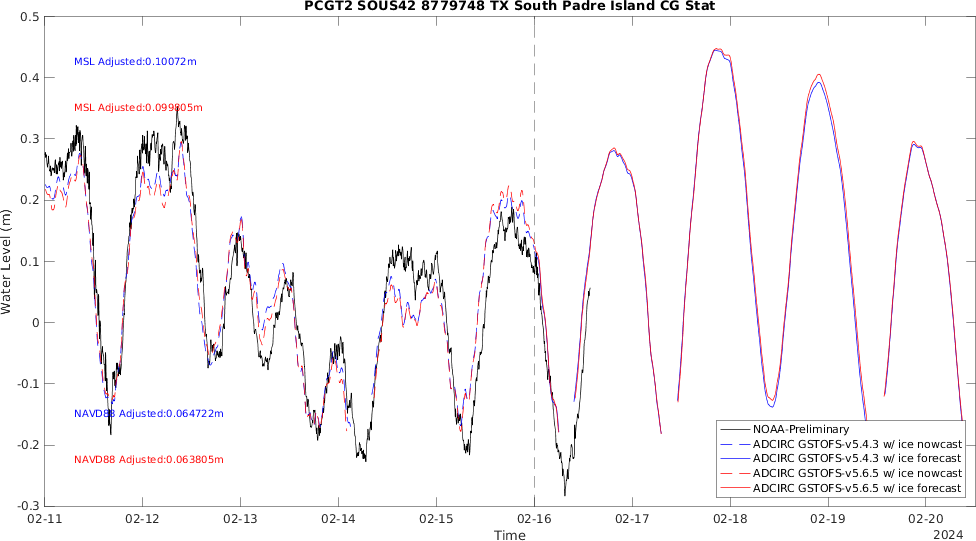 PCGT2 SOUS42 8779748 TX South Padre Island CG Stat
0.5
0.4
0.3
0.2
0.1
0
-0.1
-0.2
-0.3
Water Level (m)
MSL Adjusted:0.10072m
MSL Adjusted:0.099805m
NAVD88 Adjusted:0.064722m
NAVD88 Adjusted:0.063805m
NOAA-Preliminary
ADCIRC GSTOFS-v5.4.3 w/ ice nowcast
ADCIRC GSTOFS-v5.4.3 w/ ice forecast
ADCIRC GSTOFS-v5.6.5 w/ ice nowcast
ADCIRC GSTOFS-v5.6.5 w/ ice forecast
02-11 02-12 02-13 02-14 02-15 02-16 02-17 02-18 02-19 02-20
Time
2024